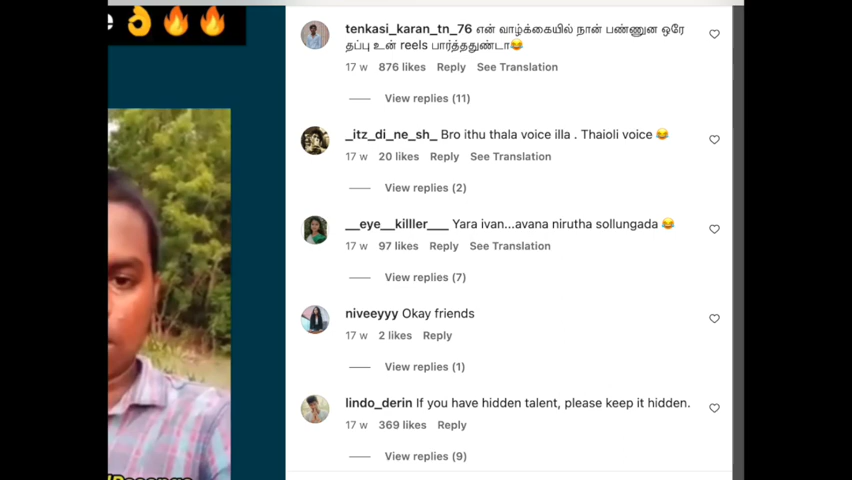 e 👌🔥🔥
tenkasi_karan_tn_76 என் வாழ்க்கையில் நான் பண்ணுன ஒரே
தப்பு உன் reels பார்த்ததுண்டா😂
17 w 876 likes Reply See Translation
View replies (11)
_itz_di_ne_sh_ Bro ithu thala voice illa . Thaioli voice 😂
17 w 20 likes Reply See Translation
View replies (2)
__eye__killler___ Yara ivan...avana nirutha sollungada 😂
17 w 97 likes Reply See Translation
View replies (7)
niveeyyy Okay friends
17 w 2 likes Reply
View replies (1)
lindo_derin If you have hidden talent, please keep it hidden.
17 w 369 likes Reply
View replies (9)